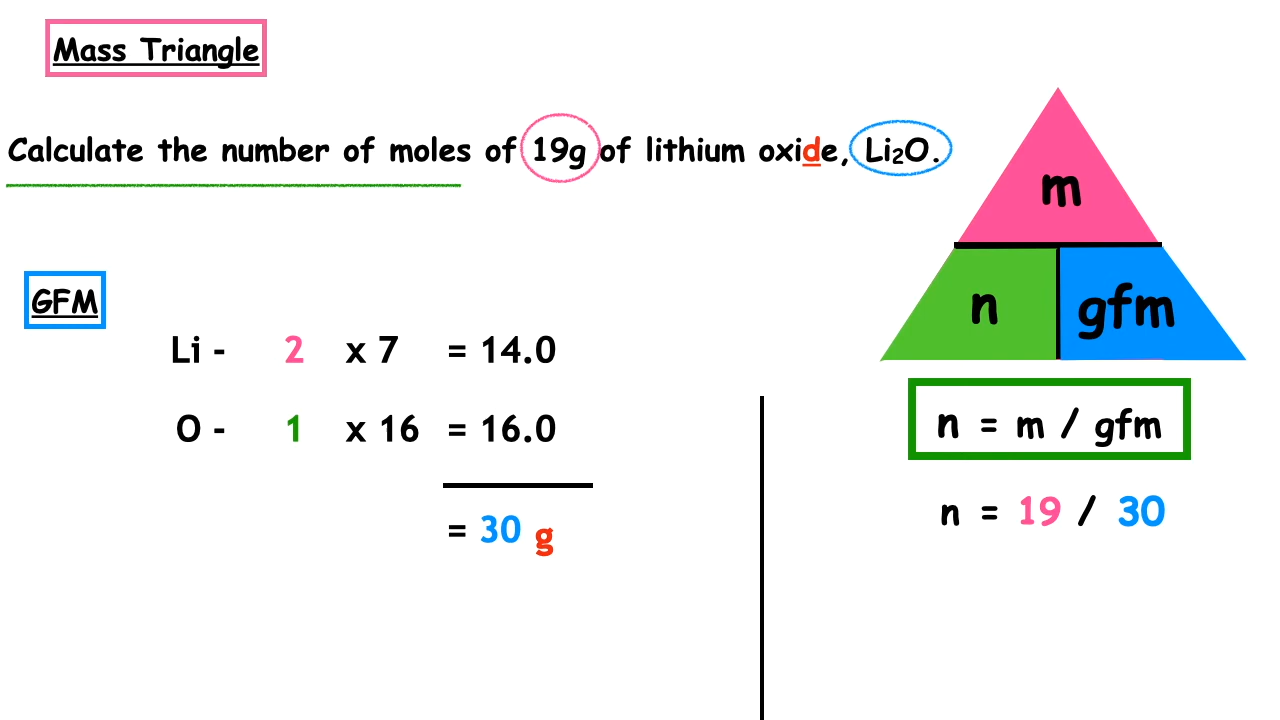 Mass Triangle
Calculate the number of moles of 19g of lithium oxide, Li₂O.
m
n gfm
GFM
Li - 2 x 7 = 14.0
O - 1 x 16 = 16.0
= 30 g
n = m / gfm
n = 19 / 30